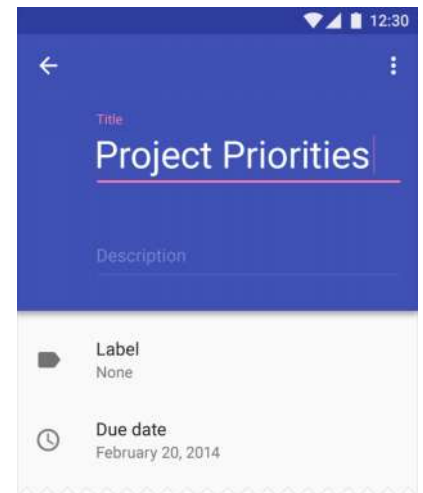 12:30
Title
Project Priorities
Description
Label
None
Due date
February 20, 2014